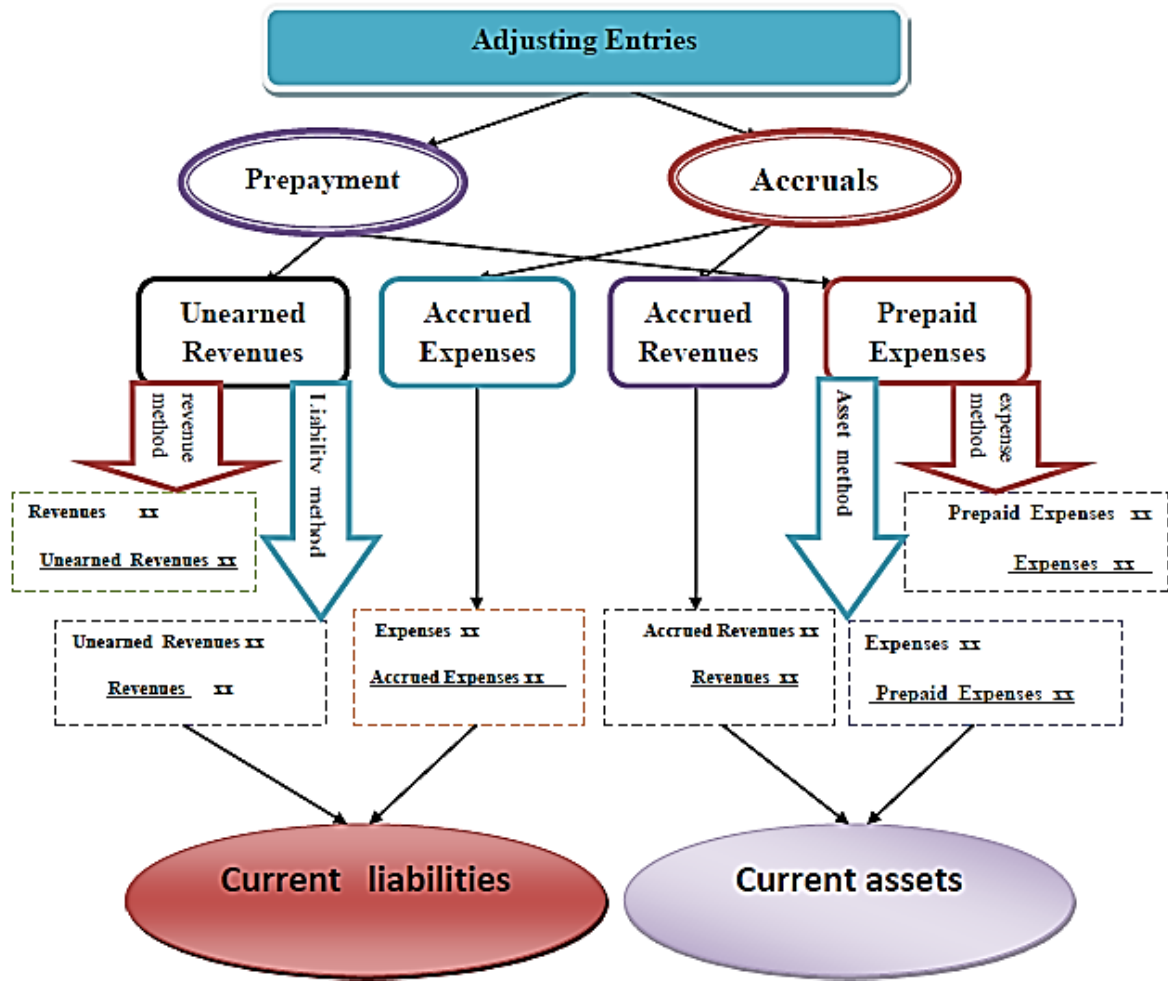 Adjusting Entries
Prepayment
Accruals
Unearned
Revenues
Accrued
Expenses
Accrued
Revenues
Prepaid
Expenses
revenue
method
Liability method
Asset method
expense
method
Revenues xx
Unearned Revenues xx
Prepaid Expenses xx
Expenses xx
Unearned Revenues xx
Revenues xx
Expenses xx
Accrued Expenses xx
Accrued Revenues xx
Revenues xx
Expenses xx
Prepaid Expenses xx
Current liabilities
Current assets